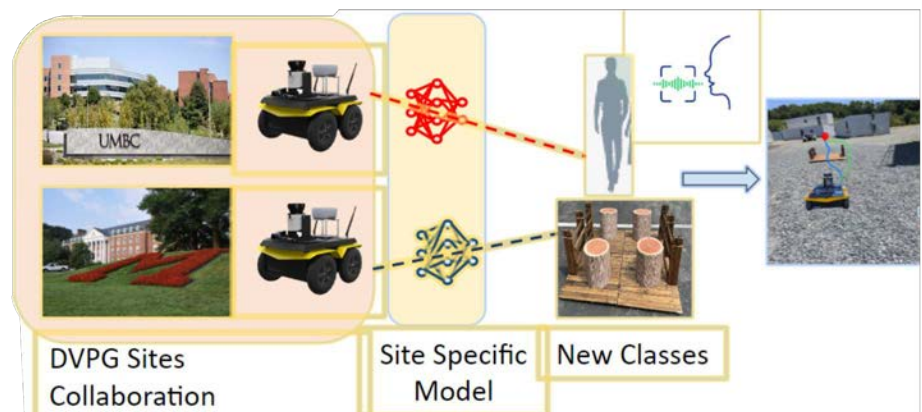 UMBC
DVPG Sites
Collaboration
Site Specific
Model
New Classes